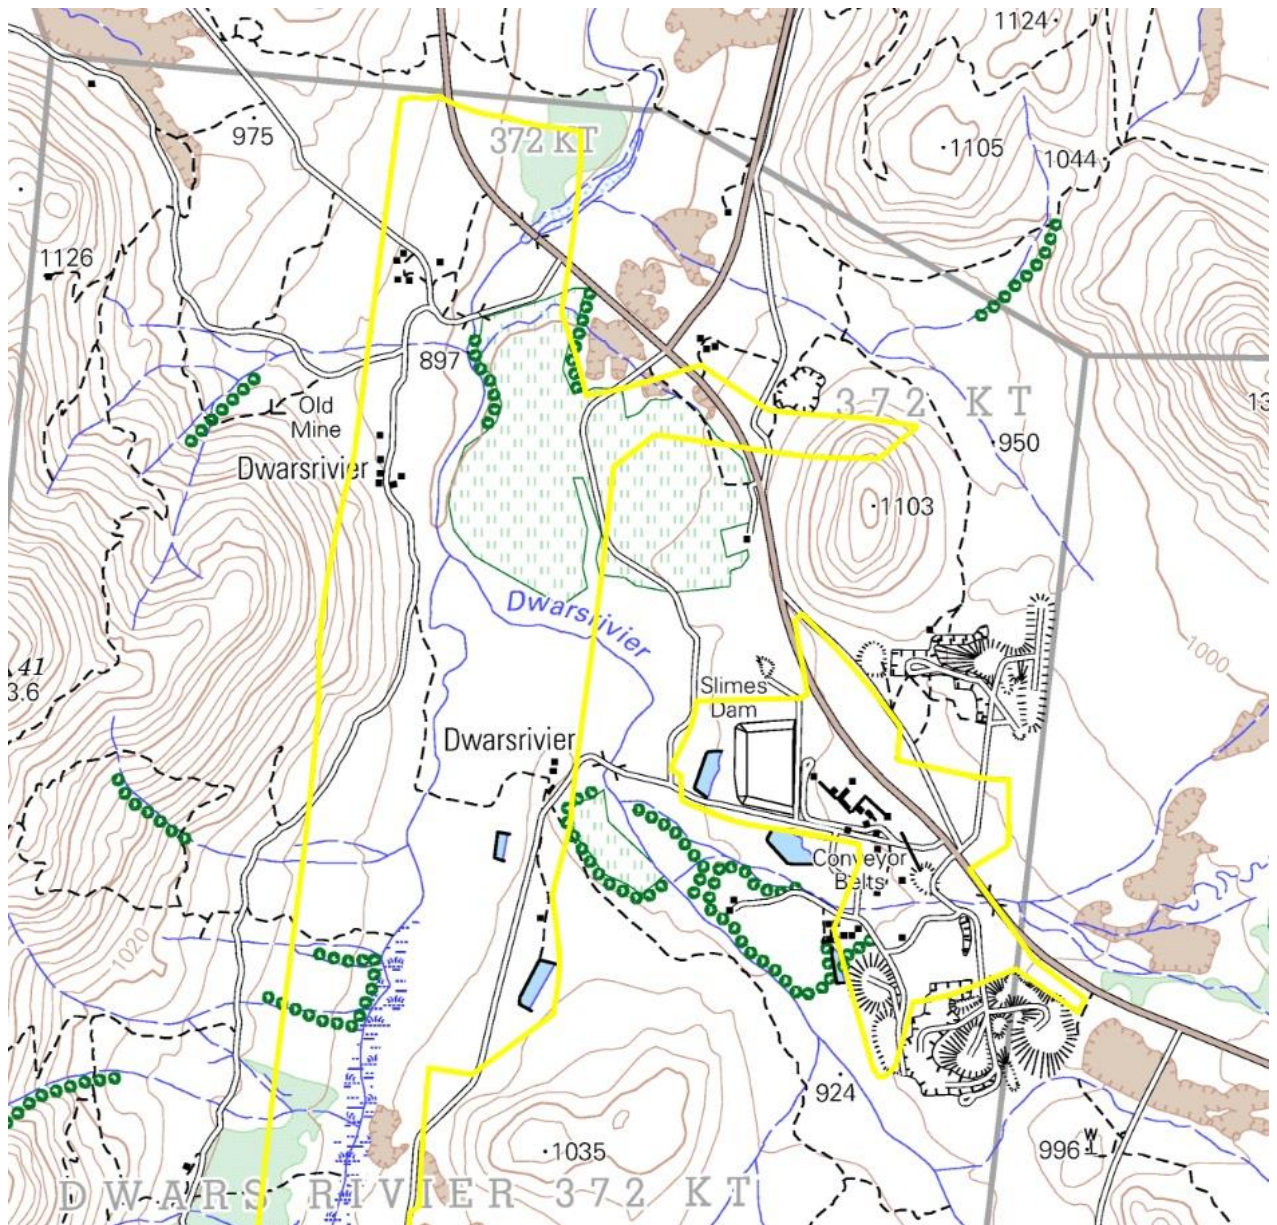 1124
975
372 KT
1105
1044
1126
897
Old
Mine
372 KT
13
950
Dwarsrivier
1103
Dwarsrivier
41
3.6
1000
Slimes
Dam
Dwarsrivier
Conveyor
Belts
1020
924
W
996
1035
DWARS RIVIER 372 KT